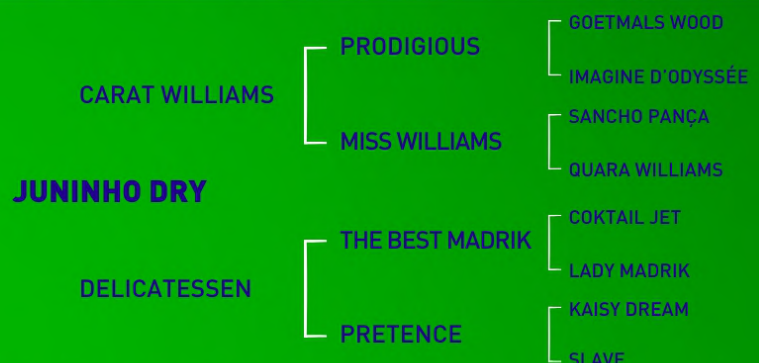 GOETMALS WOOD
PRODIGIOUS
IMAGINE D'ODYSSÉE
CARAT WILLIAMS
SANCHO PANÇA
MISS WILLIAMS
QUARA WILLIAMS
JUNINHO DRY
COKTAIL JET
THE BEST MADRIK
LADY MADRIK
DELICATESSEN
KAISY DREAM
PRETENCE
SLAVE